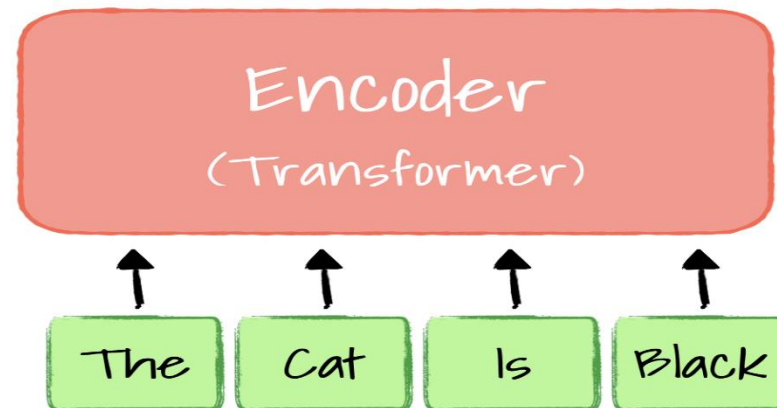 Encoder
(Transformer)
The Cat Is Black